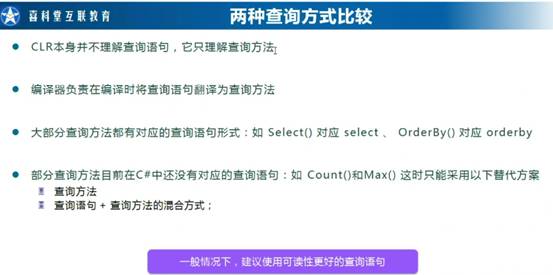 喜科堂互联教育
两种查询方式比较
CLR本身并不理解查询语句，它只理解查询方法
编译器负责在编译时将查询语句翻译为查询方法
大部分查询方法都有对应的查询语句形式：如 Select() 对应 select 、 OrderBy() 对应 orderby
部分查询方法目前在C#中还没有对应的查询语句：如 Count()和Max() 这时只能采用以下替代方案
查询方法
查询语句 + 查询方法的混合方式；
一般情况下，建议使用可读性更好的查询语句